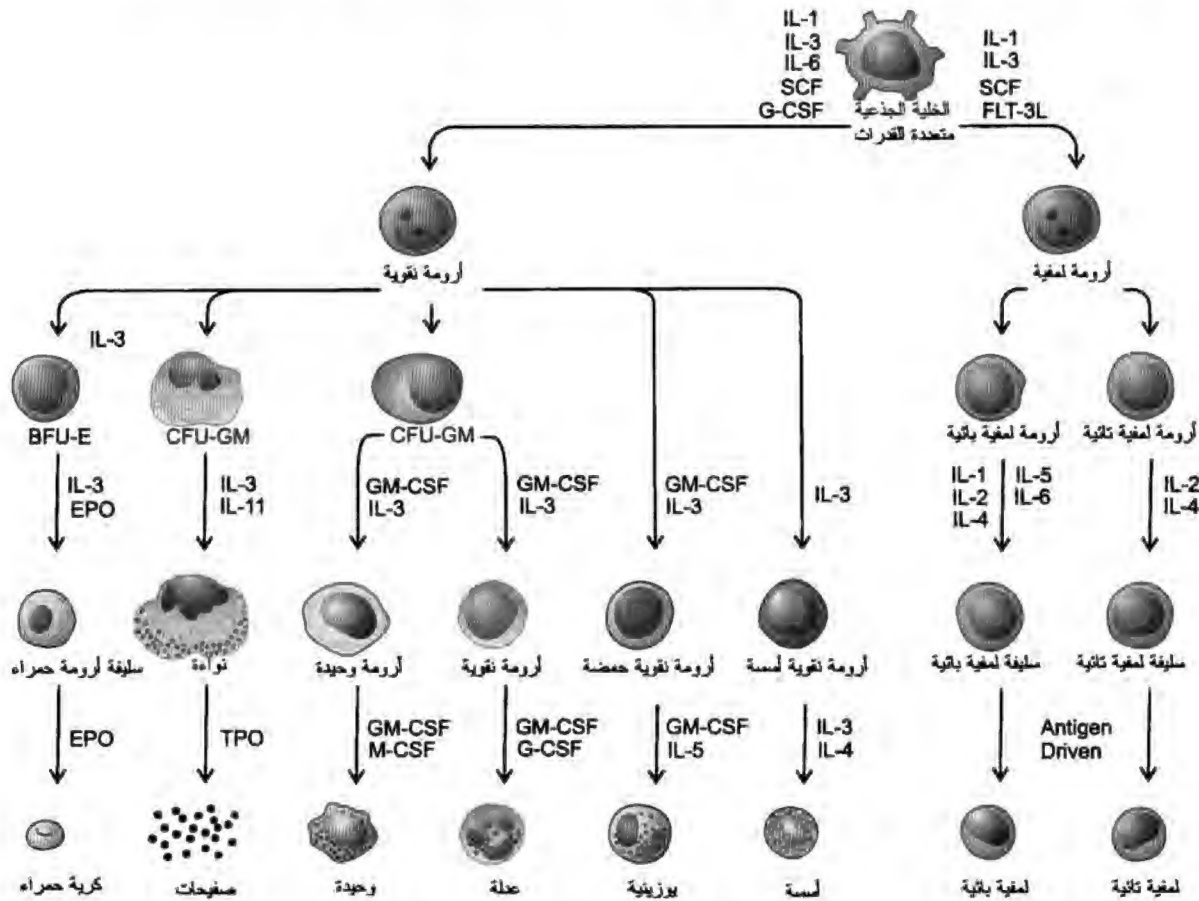 IL-1
IL-3
IL-6
SCF
G-CSF
IL-1
IL-3
SCF
FLT-3L
الخلية الجذعية
متعددة القدرات
أرومة نقوية
أرومة لمفية
IL-3
BFU-E
CFU-GM
CFU-GM
أرومة لمفية بائية
أرومة لمفية تائية
IL-3
EPO
IL-3
IL-11
GM-CSF
IL-3
GM-CSF
IL-3
GM-CSF
IL-3
IL-3
IL-1
IL-2
IL-4
IL-5
IL-6
IL-2
IL-4
سليفة أرومة حمراء
نواءة
أرومة وحيدة
أرومة نقوية
أرومة نقوية حمضة
أرومة نقوية أسسة
سليفة لمفية بائية
سليفة لمفية تائية
EPO
TPO
GM-CSF
M-CSF
GM-CSF
G-CSF
GM-CSF
IL-5
IL-3
IL-4
Antigen
Driven
كرية حمراء
صفيحات
وحيدة
عدلة
يوزينية
أسسة
لمفية بائية
لمفية تائية